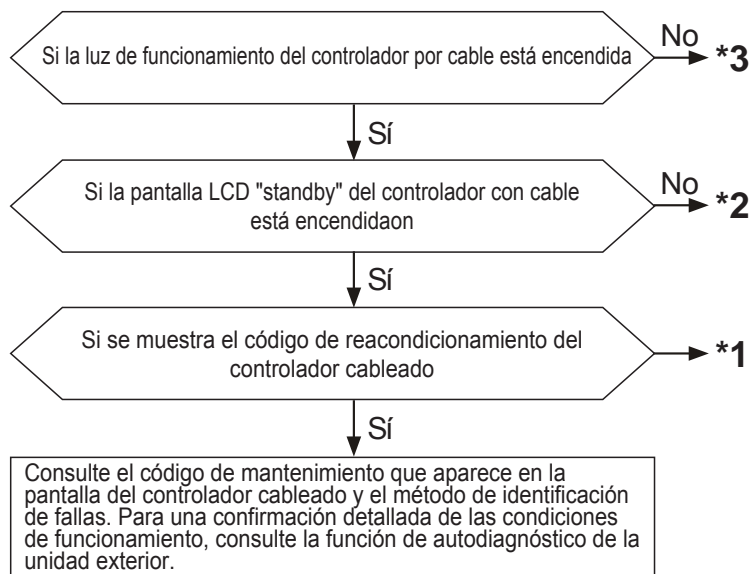 Si la luz de funcionamiento del controlador por cable está encendida
No
*3
Sí
Si la pantalla LCD "standby" del controlador con cable
está encendidaon
No
*2
Sí
Si se muestra el código de reacondicionamiento del
controlador cableado
*1
Sí
Consulte el código de mantenimiento que aparece en la
pantalla del controlador cableado y el método de identificación
de fallas. Para una confirmación detallada de las condiciones
de funcionamiento, consulte la función de autodiagnóstico de la
unidad exterior.